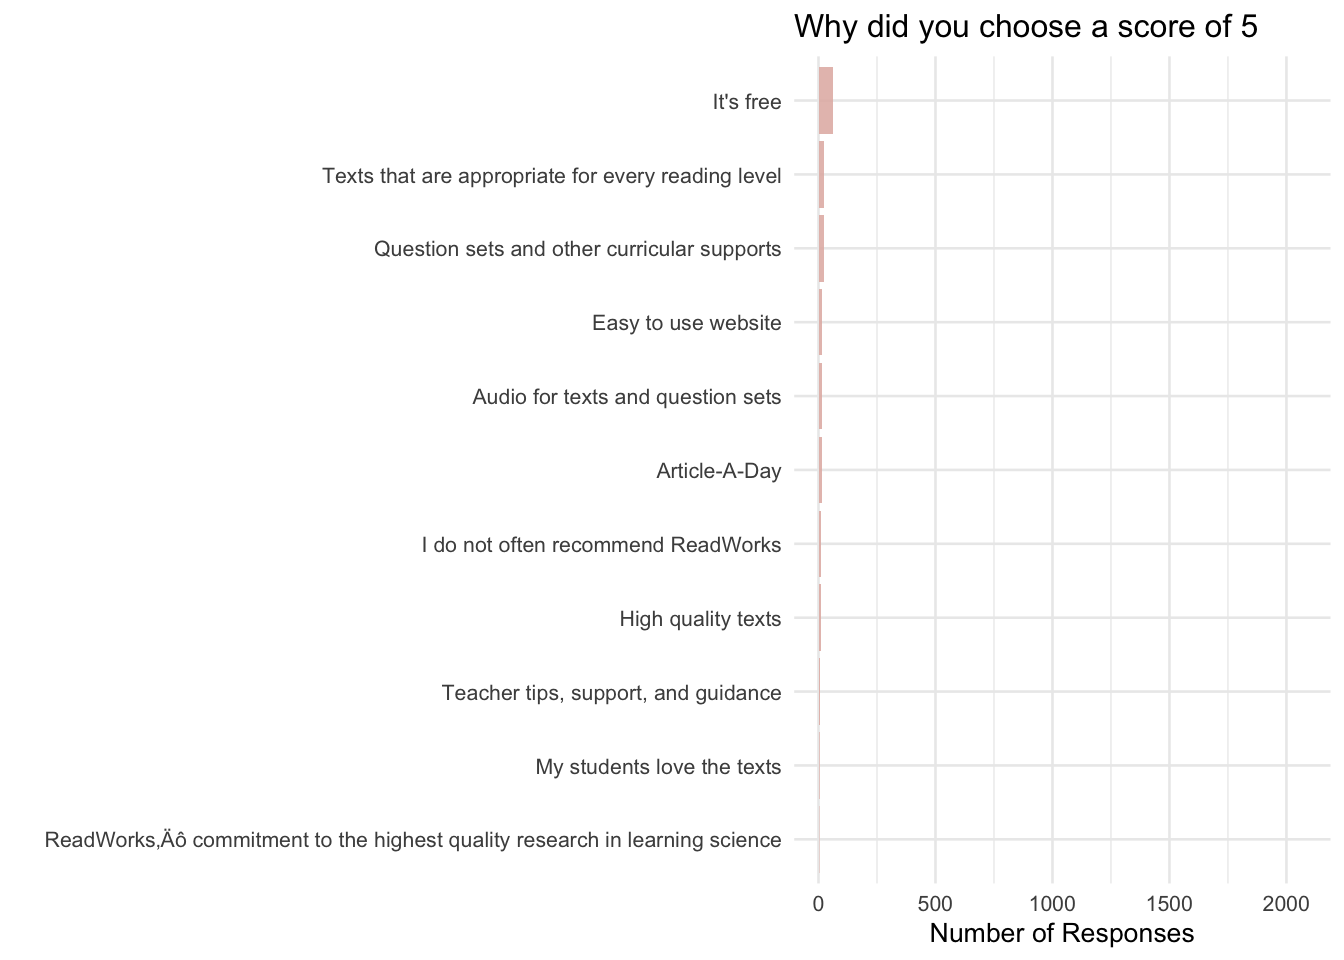 Why did you choose a score of 5
It's free
Texts that are appropriate for every reading level
Question sets and other curricular supports
Easy to use website
Audio for texts and question sets
Article-A-Day
I do not often recommend ReadWorks
High quality texts
Teacher tips, support, and guidance
My students love the texts
ReadWorks‚Äô commitment to the highest quality research in learning science
0 500 1000 1500 2000
Number of Responses